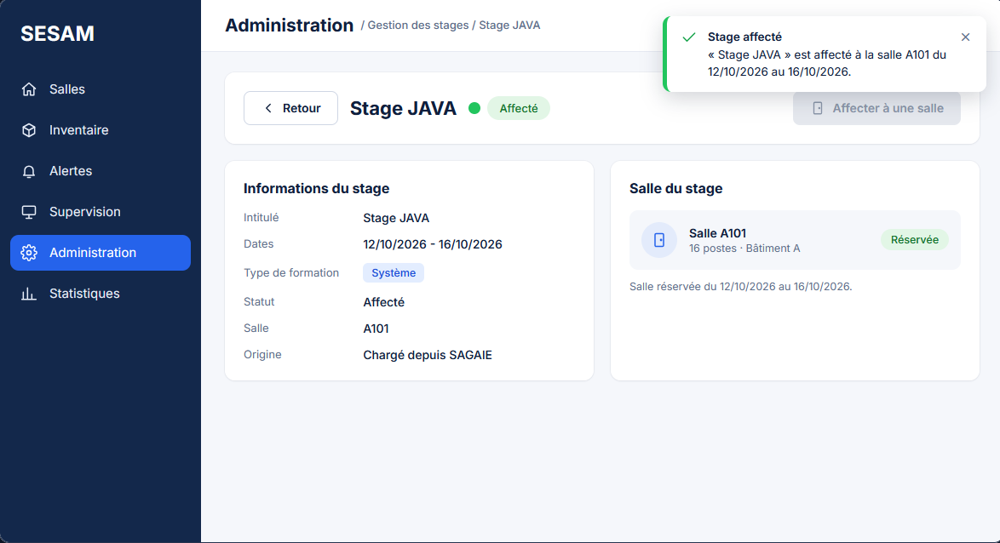 SESAM
Salles
Inventaire
Alertes
Supervision
Administration
Statistiques
Administration / Gestion des stages / Stage JAVA
Stage affecté
« Stage JAVA » est affecté à la salle A101 du
12/10/2026 au 16/10/2026.
Retour
Stage JAVA
Affecté
Affecter à une salle
Informations du stage
Intitulé Stage JAVA
Dates 12/10/2026 - 16/10/2026
Type de formation Système
Statut Affecté
Salle A101
Origine Chargé depuis SAGAIE
Salle du stage
Salle A101
16 postes · Bâtiment A
Réservée
Salle réservée du 12/10/2026 au 16/10/2026.